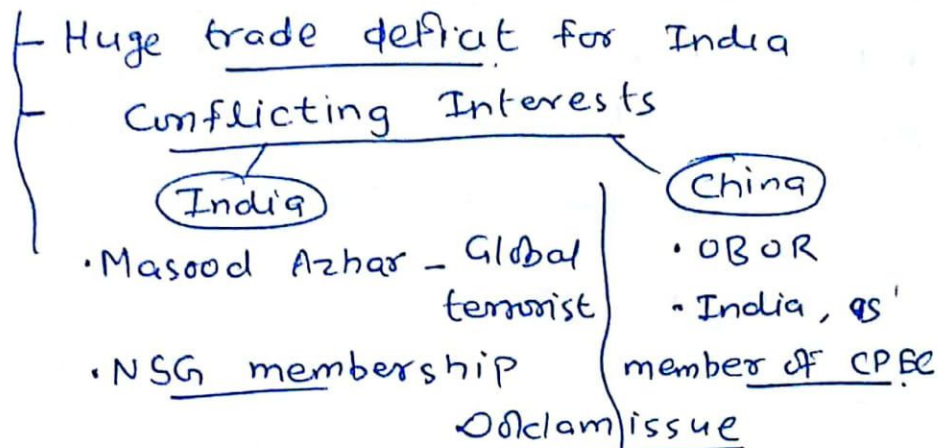 Huge trade deficit for India
Conflicting Interests
India
China
•Masood Azhar - Global
terrorist
•NSG membership
• OBOR
• India, as
member of CPEC
Doklam issue